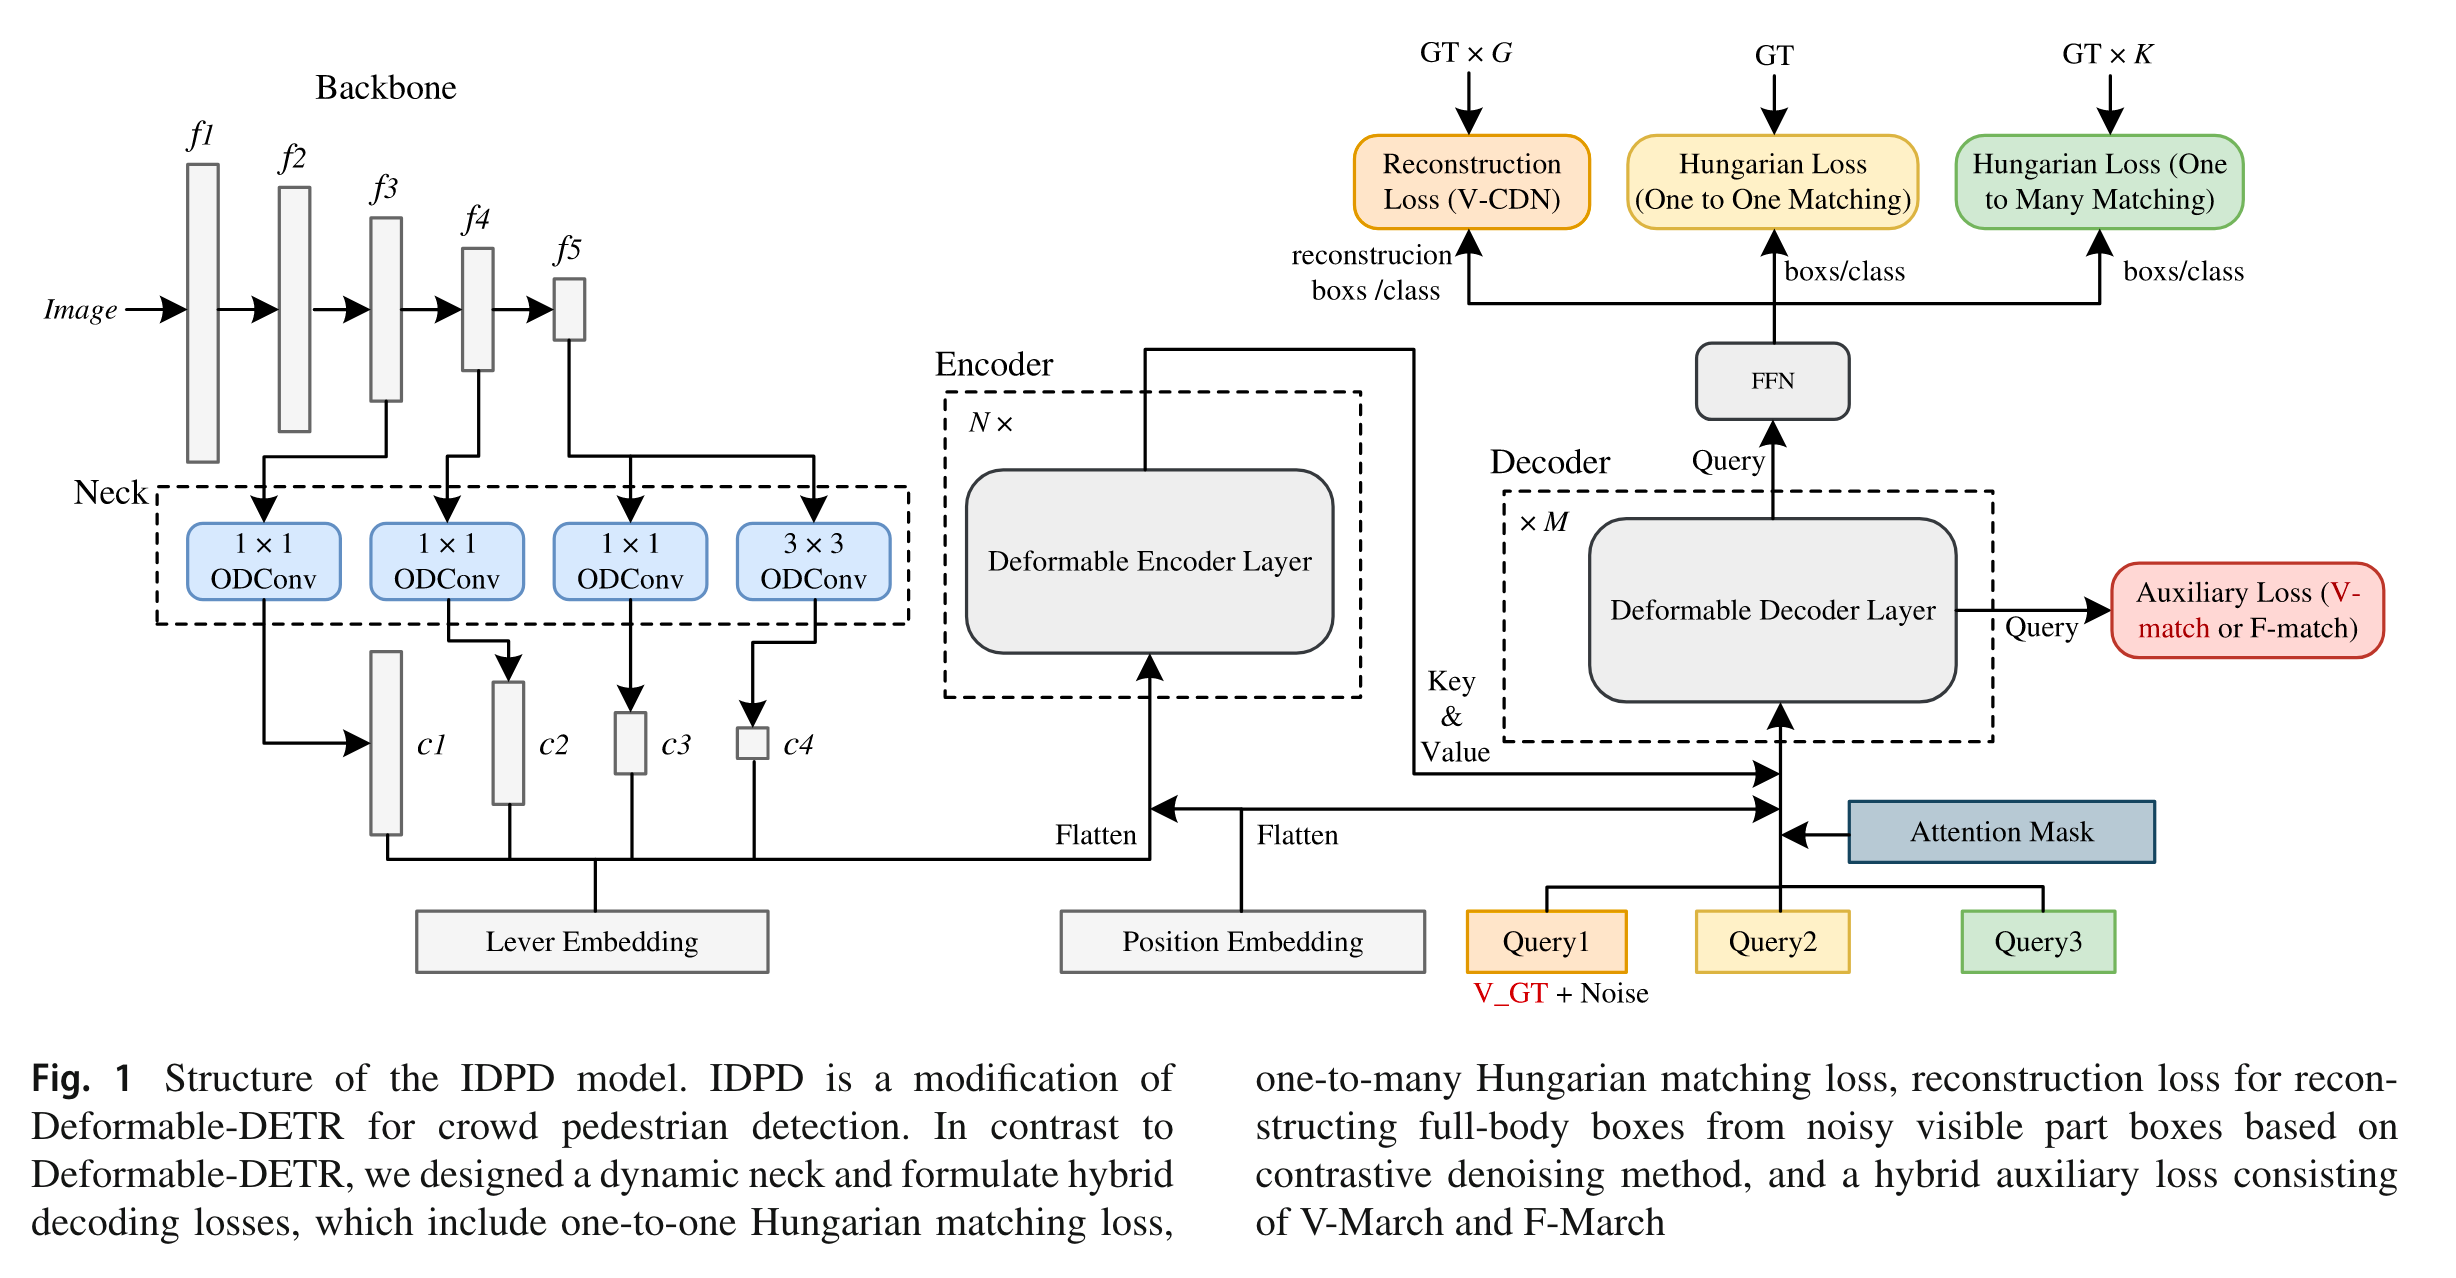 Backbone
f1
f2
f3
f4
f5
Image
Neck
1 × 1
ODConv
1 × 1
ODConv
1 × 1
ODConv
3 × 3
ODConv
c1
c2
c3
c4
Lever Embedding
Flatten
Encoder
N ×
Deformable Encoder Layer
Position Embedding
Flatten
Key
&
Value
Decoder
× M
Deformable Decoder Layer
Query
FFN
Query
Auxiliary Loss (V-
match or F-match)
Attention Mask
Query1
Query2
Query3
V_GT + Noise
GT × G
GT
GT × K
Reconstruction
Loss (V-CDN)
Hungarian Loss
(One to One Matching)
Hungarian Loss (One
to Many Matching)
reconstrucion
boxs /class
boxs/class
boxs/class
Fig. 1 Structure of the IDPD model. IDPD is a modification of
Deformable-DETR for crowd pedestrian detection. In contrast to
Deformable-DETR, we designed a dynamic neck and formulate hybrid
decoding losses, which include one-to-one Hungarian matching loss,
one-to-many Hungarian matching loss, reconstruction loss for recon-
structing full-body boxes from noisy visible part boxes based on
contrastive denoising method, and a hybrid auxiliary loss consisting
of V-March and F-March